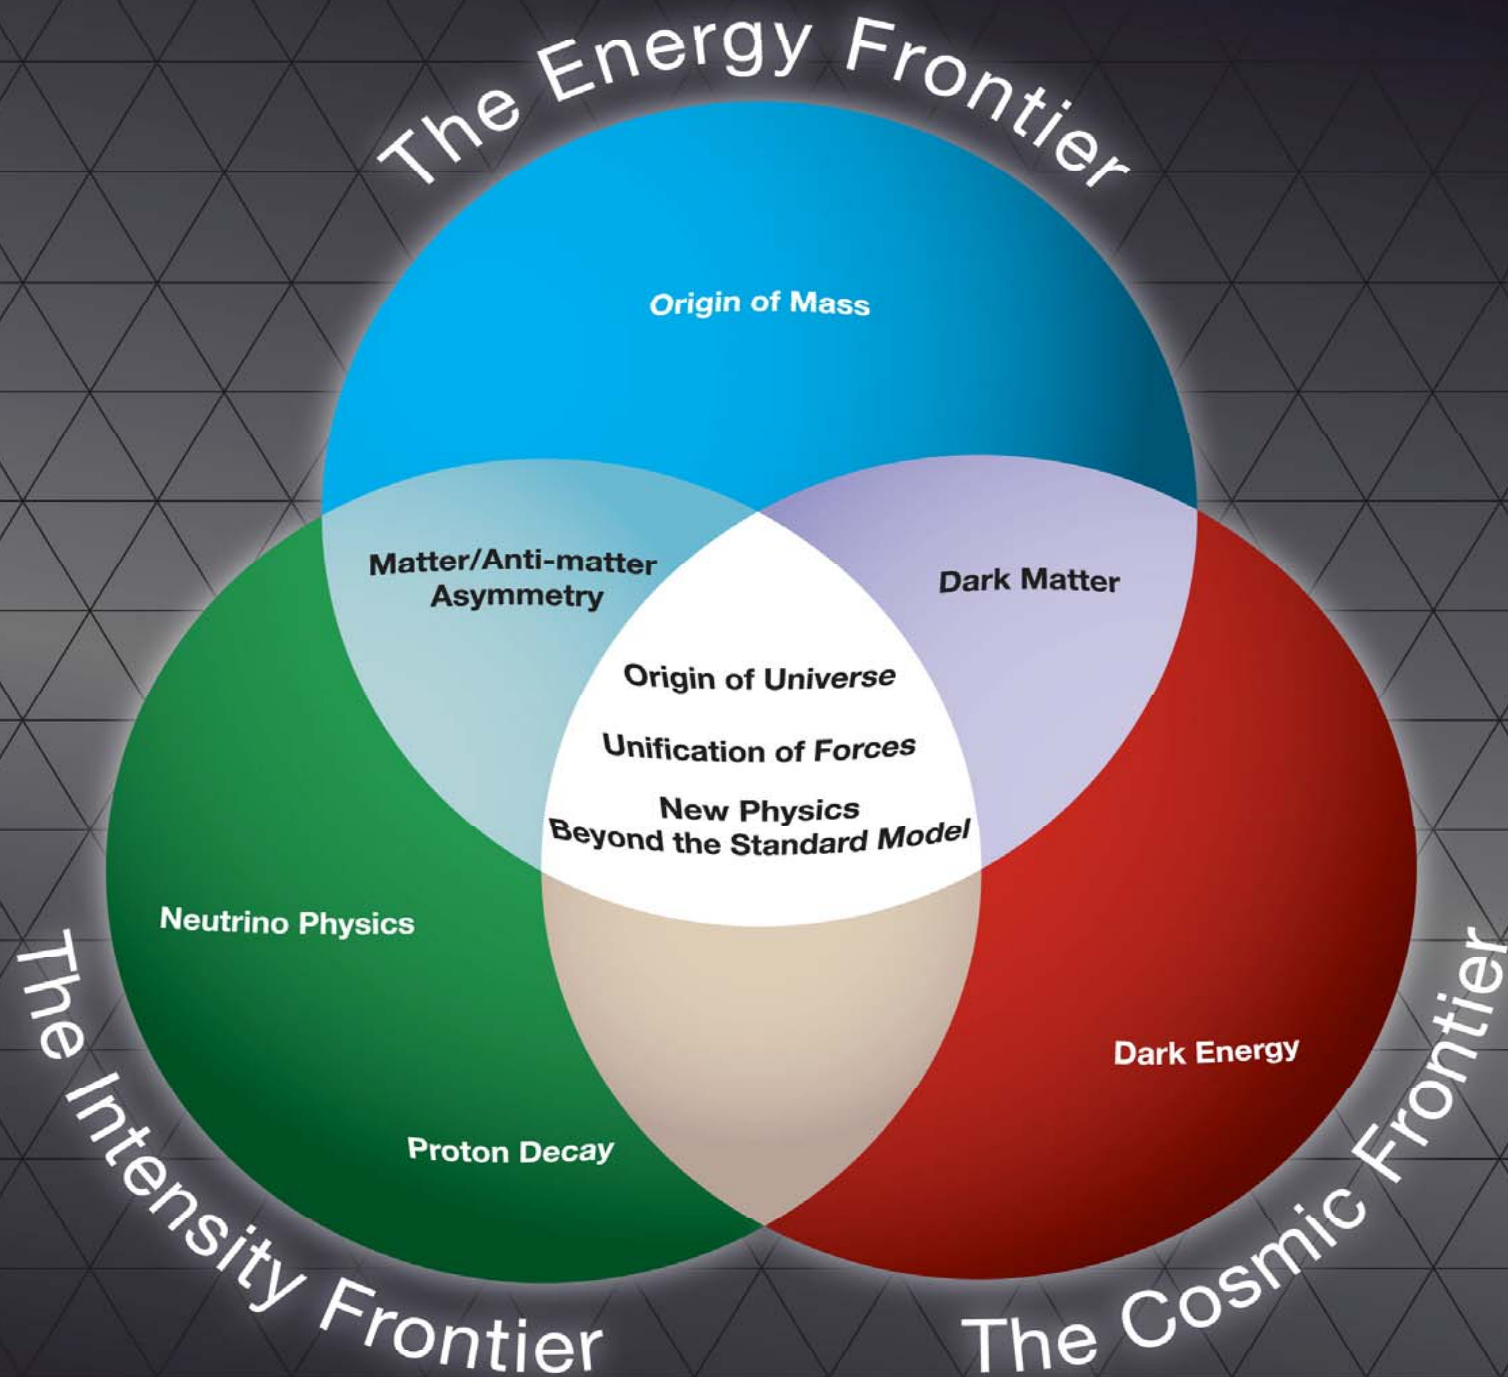 The Energy Frontier
Origin of Mass
Matter/Anti-matter
Asymmetry
Dark Matter
Origin of Universe
Unification of Forces
New Physics
Beyond the Standard Model
Neutrino Physics
Dark Energy
Proton Decay
The Intensity Frontier
The Cosmic Frontier